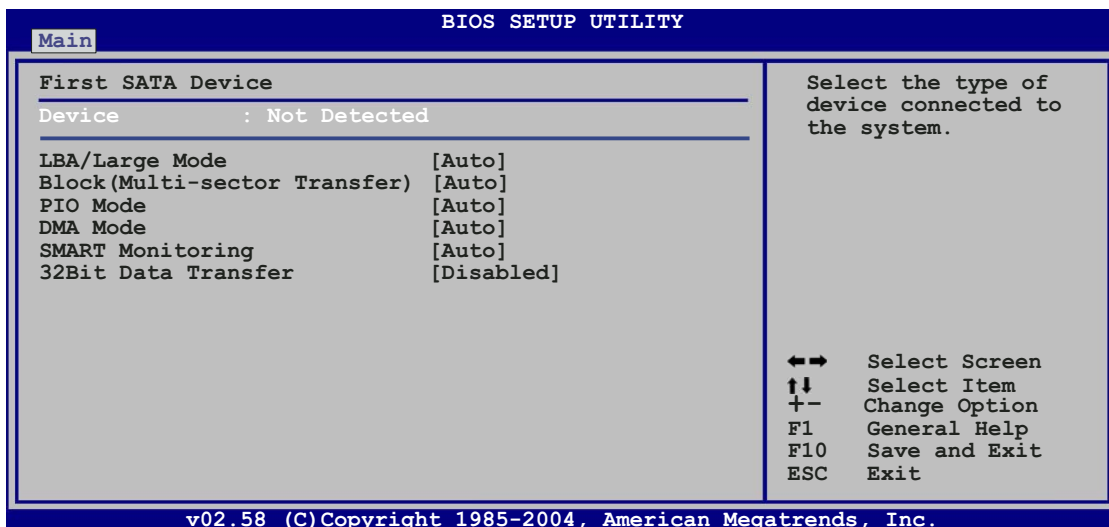 BIOS SETUP UTILITY
Main
First SATA Device
Device : Not Detected
LBA/Large Mode [Auto]
Block(Multi-sector Transfer) [Auto]
PIO Mode [Auto]
DMA Mode [Auto]
SMART Monitoring [Auto]
32Bit Data Transfer [Disabled]
Select the type of
device connected to
the system.
←→ Select Screen
↑↓ Select Item
+- Change Option
F1 General Help
F10 Save and Exit
ESC Exit
v02.58 (C)Copyright 1985-2004, American Megatrends, Inc.